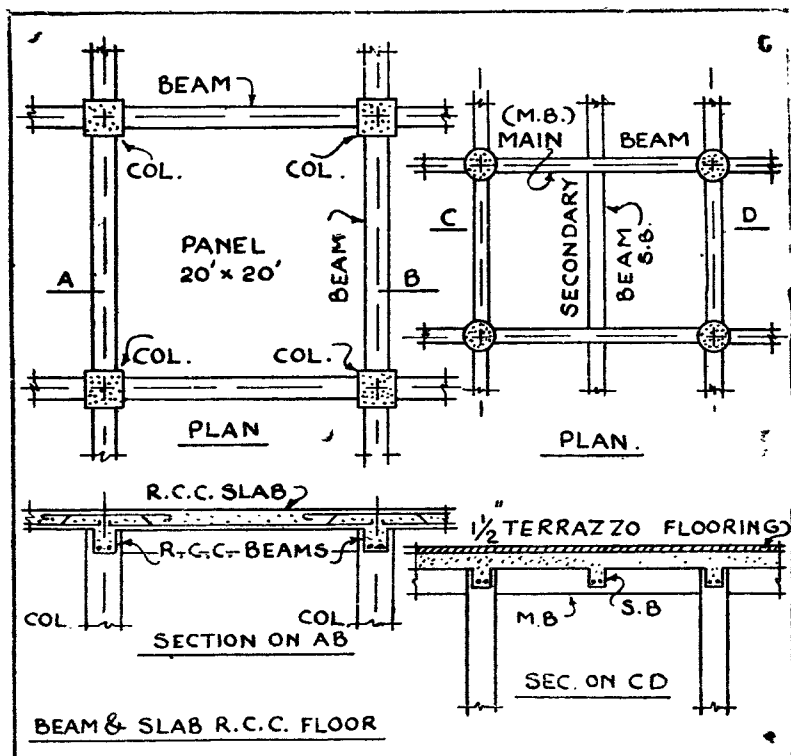 BEAM
COL.
COL.
PANEL
20' × 20'
A
BEAM
B
COL.
COL.
PLAN
(M.B.)
MAIN BEAM
C
SECONDARY
BEAM
S.B.
D
PLAN.
R.C.C. SLAB
R.C.C. BEAMS
COL.
COL.
SECTION ON AB
1½" TERRAZZO FLOORING
M.B
S.B
SEC. ON CD
BEAM & SLAB R.C.C. FLOOR